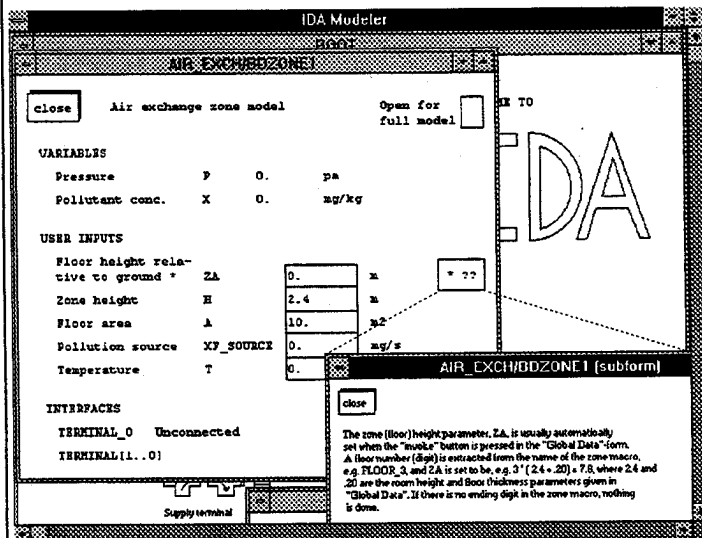 IDA Modeler
ROOT
AIR_EXCH/BDZONE1
close Air exchange zone model Open for
full model
ME TO
IDA
VARIABLES
Pressure P 0. pa
Pollutant conc. X 0. mg/kg
USER INPUTS
Floor height rela-
tive to ground * ZA 0. m * ??
Zone height H 2.4 m
Floor area A 10. m2
Pollution source XF_SOURCE 0. mg/s
Temperature T 0.
INTERFACES
TERMINAL_0 Unconnected
TERMINAL[1..0]
Supply terminal
AIR_EXCH/BDZONE1 (subform)
close
The zone (floor) height parameter, ZA, is usually automatically
set when the "invoke" button is pressed in the "Global Data"-form.
A floor number (digit) is extracted from the name of the zone macro,
e.g. FLOOR_3, and ZA is set to be, e.g. 3 * ( 2.4 + .20) = 7.8, where 2.4 and
.20 are the room height and floor thickness parameters given in
"Global Data". If there is no ending digit in the zone macro, nothing
is done.